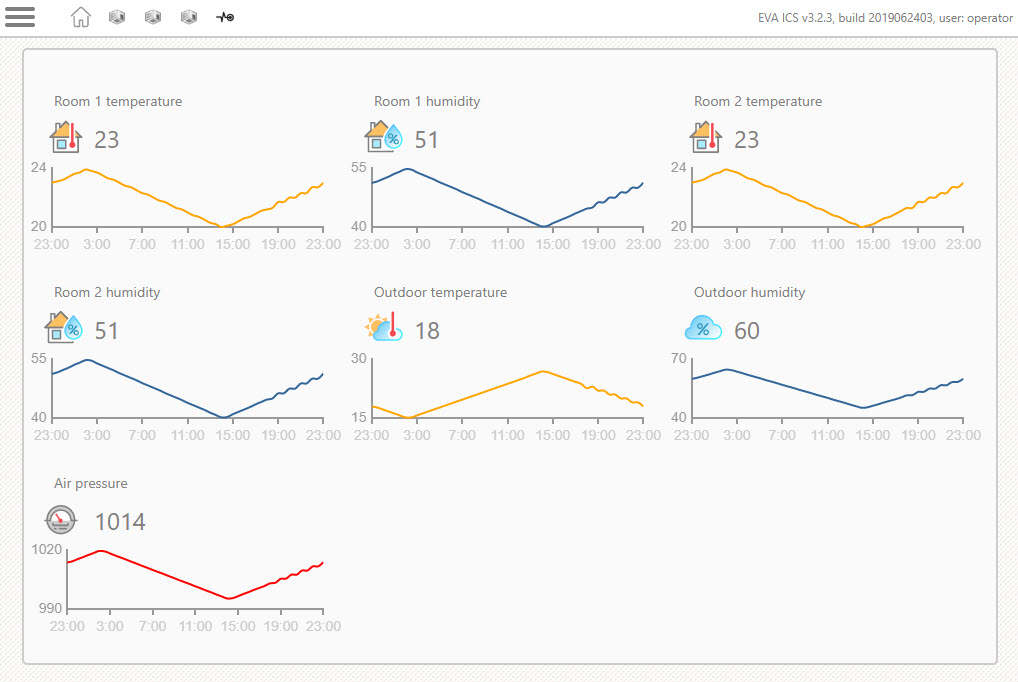 EVA ICS v3.2.3, build 2019062403, user: operator
Room 1 temperature
23
24
20
23:00 3:00 7:00 11:00 15:00 19:00 23:00
Room 1 humidity
%
51
55
40
23:00 3:00 7:00 11:00 15:00 19:00 23:00
Room 2 temperature
23
24
20
23:00 3:00 7:00 11:00 15:00 19:00 23:00
Room 2 humidity
%
51
55
40
23:00 3:00 7:00 11:00 15:00 19:00 23:00
Outdoor temperature
18
30
15
23:00 3:00 7:00 11:00 15:00 19:00 23:00
Outdoor humidity
%
60
70
40
23:00 3:00 7:00 11:00 15:00 19:00 23:00
Air pressure
1014
1020
990
23:00 3:00 7:00 11:00 15:00 19:00 23:00